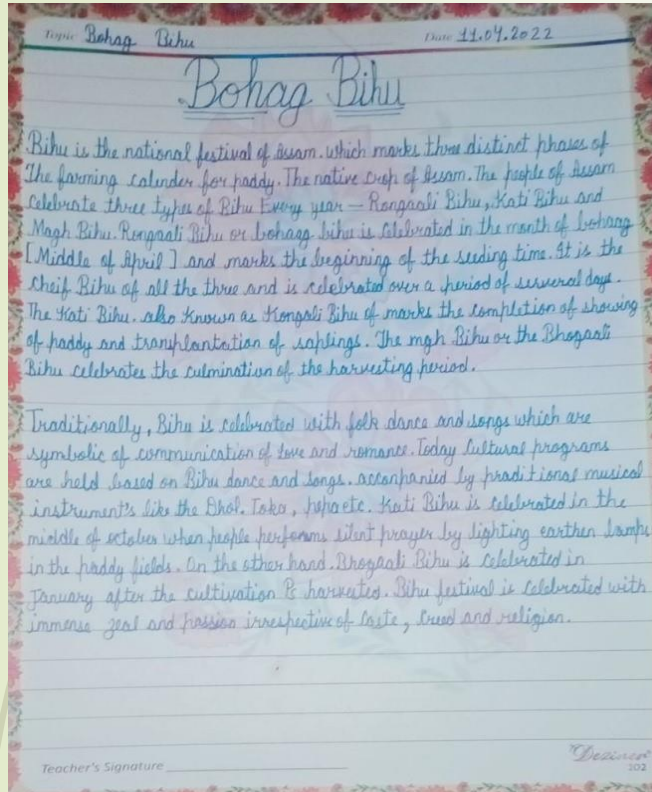 Topic Bohag Bihu Date 11.04.2022
Bohag Bihu
Bihu is the national festival of Assam. which marks three distinct phases of
The farming calender for paddy. The native crop of Assam. The people of Assam
celebrate three types of Bihu Every year — Rongaali Bihu, Kati Bihu and
Magh Bihu. Rongaali Bihu or bohagg bihu is celebrated in the month of bohaag
[Middle of April] and marks the beginning of the seeding time. It is the
cheif Bihu of all the three and is celebrated over a period of serveral days.
The Kati Bihu. also known as Kongali Bihu of marks the completion of showing
of paddy and transplantation of saplings. The mgh Bihu or the Bhogaali
Bihu celebrates the culmination of the harvesting period.
Traditionally, Bihu is celebrated with folk dance and songs which are
symbolic of communication of love and romance. Today Cultural programs
are held based on Bihu dance and songs. acconpanied by praditional musical
instrument's like the Dhol. Toka, pepa etc. Kati Bihu is celebrated in the
middle of october when people performs silent prayer by lighting earthen lamps
in the paddy fields. On the other hand. Bhogaali Bihu is celebrated in
January after the cultivation is harvested. Bihu festival is celebrated with
immense zeal and passion irrespective of caste, creed and religion.
Teacher's Signature
202